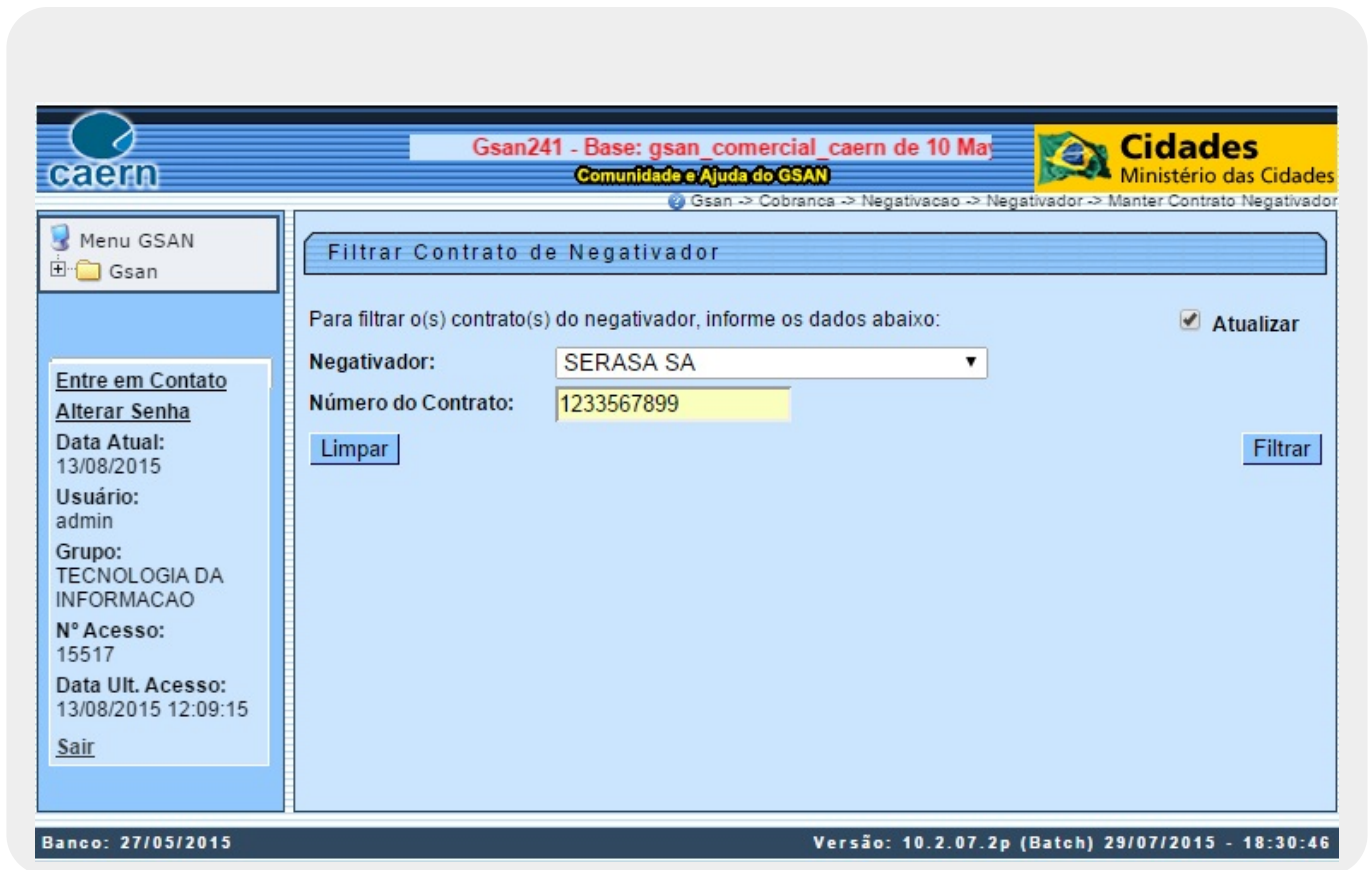 caern
Gsan241 - Base: gsan_comercial_caern de 10 May
Comunidade e Ajuda do GSAN
Cidades
Ministério das Cidades
Gsan -> Cobranca -> Negativacao -> Negativador -> Manter Contrato Negativador
Menu GSAN
Gsan
Entre em Contato
Alterar Senha
Data Atual:
13/08/2015
Usuário:
admin
Grupo:
TECNOLOGIA DA
INFORMACAO
Nº Acesso:
15517
Data Ult. Acesso:
13/08/2015 12:09:15
Sair
Filtrar Contrato de Negativador
Para filtrar o(s) contrato(s) do negativador, informe os dados abaixo:
Atualizar
Negativador:
SERASA SA
Número do Contrato:
1233567899
Limpar
Filtrar
Banco: 27/05/2015
Versão: 10.2.07.2p (Batch) 29/07/2015 - 18:30:46